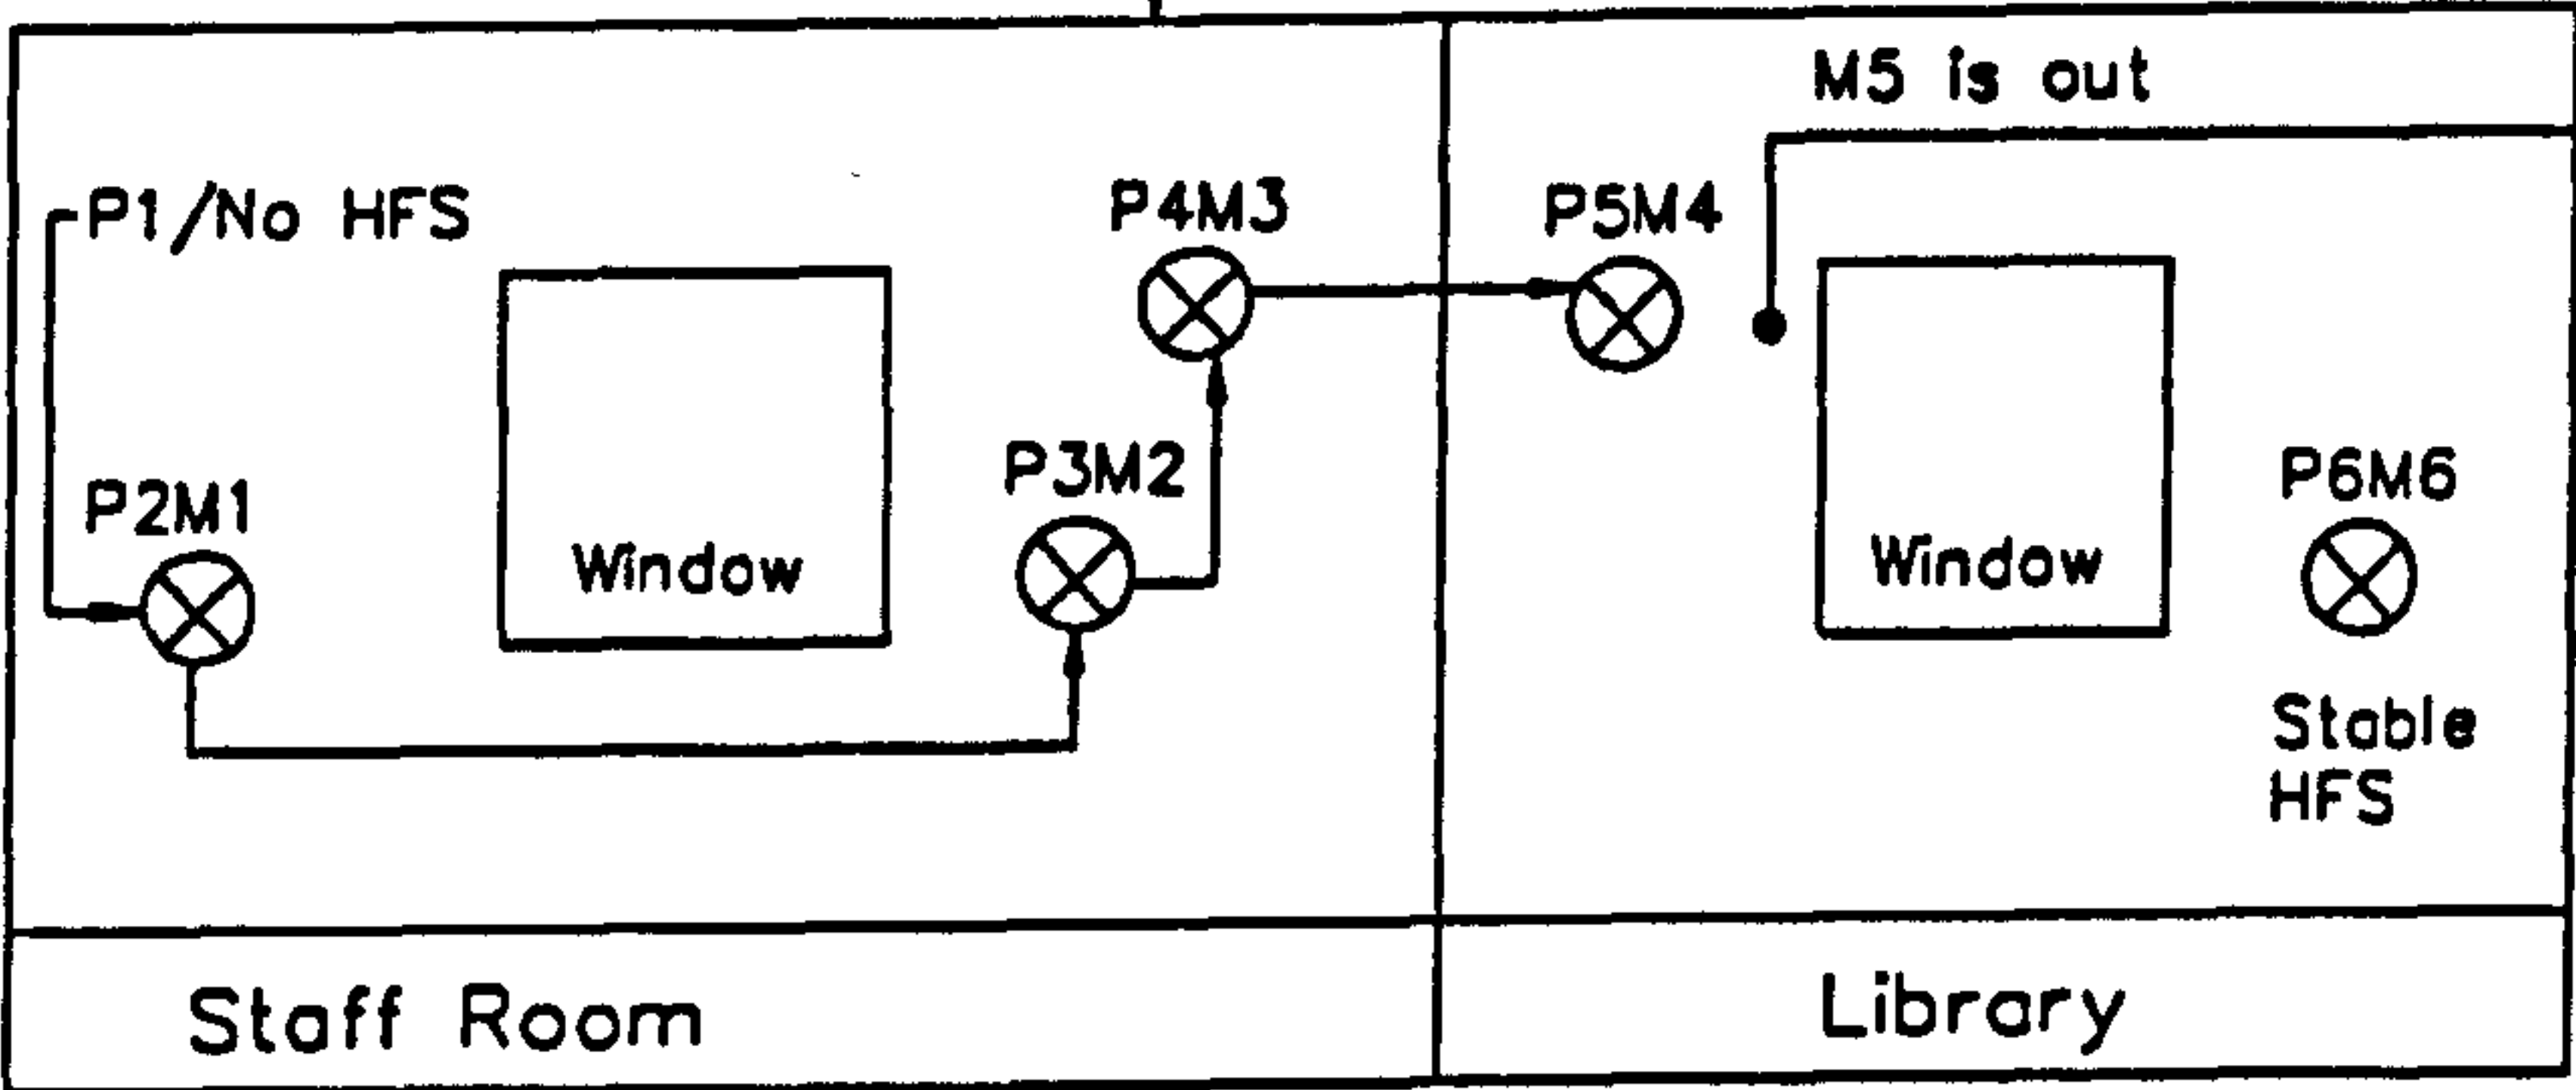 M5 is out
P1/No HFS
P4M3
P5M4
P2M1
P3M2
P6M6
Window
Window
Stable
HFS
Staff Room
Library